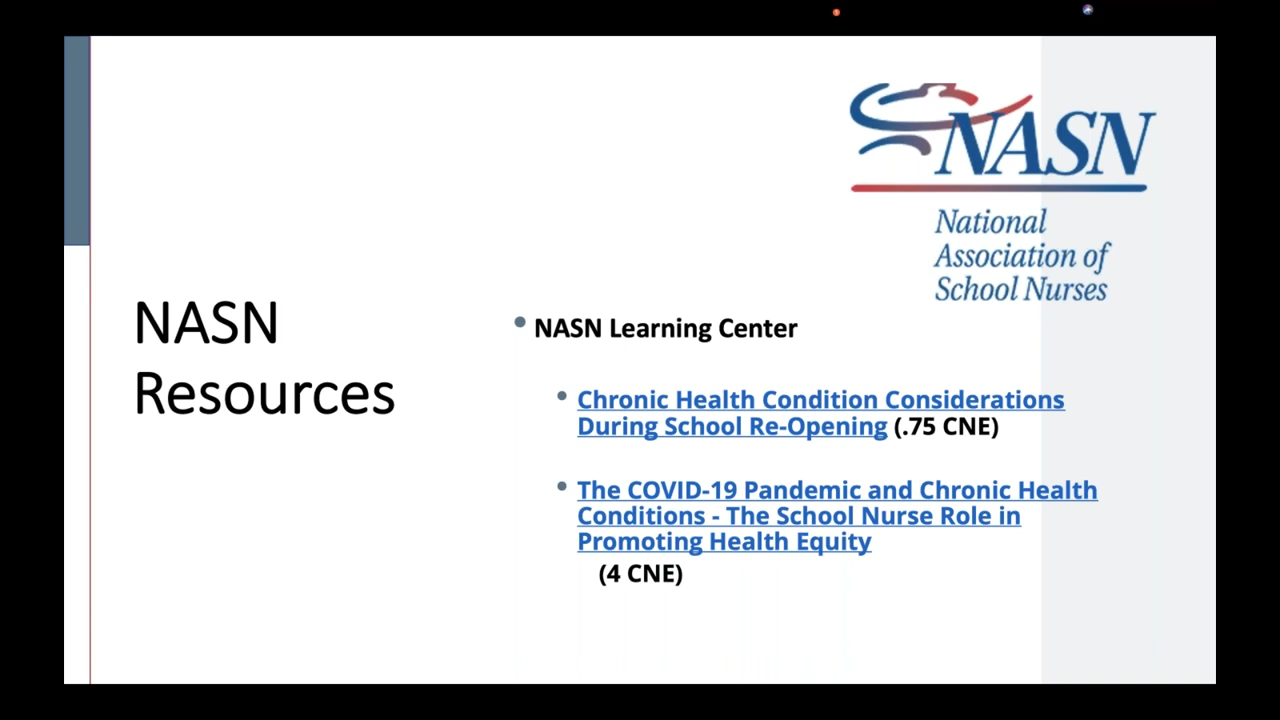 NASN
National
Association of
School Nurses
NASN
Resources
NASN Learning Center
Chronic Health Condition Considerations
During School Re-Opening (.75 CNE)
The COVID-19 Pandemic and Chronic Health
Conditions - The School Nurse Role in
Promoting Health Equity
(4 CNE)